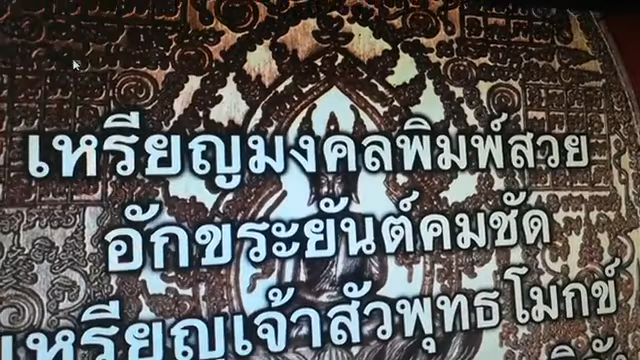 เหรียญมงคลพิมพ์สวย
อักขระยันต์คมชัด
เหรียญเจ้าสัวพุทธโมกข์